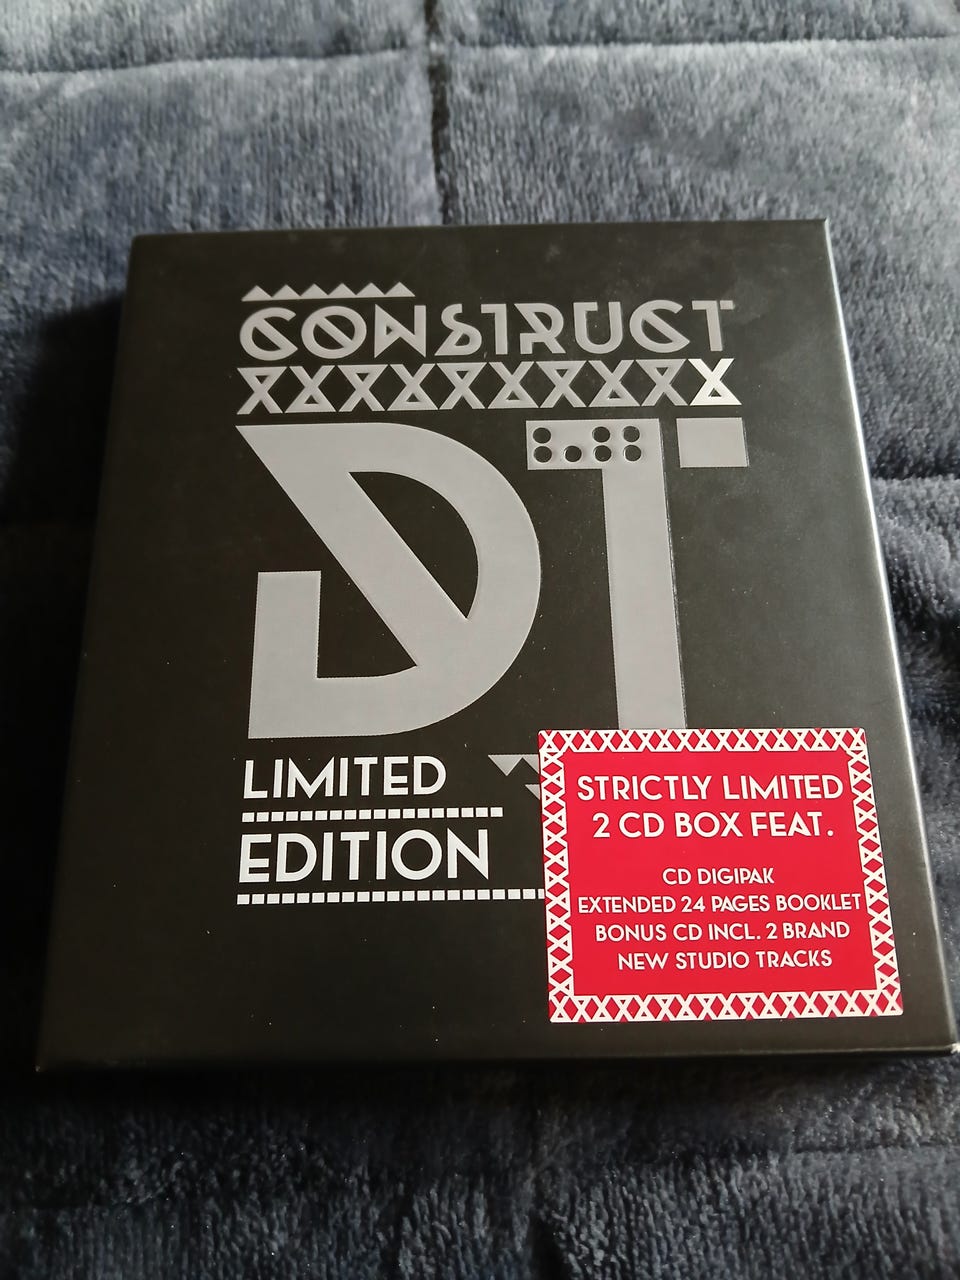 CONSTRUCT
DT
LIMITED
EDITION
STRICTLY LIMITED
2 CD BOX FEAT.
CD DIGIPAK
EXTENDED 24 PAGES BOOKLET
BONUS CD INCL. 2 BRAND
NEW STUDIO TRACKS